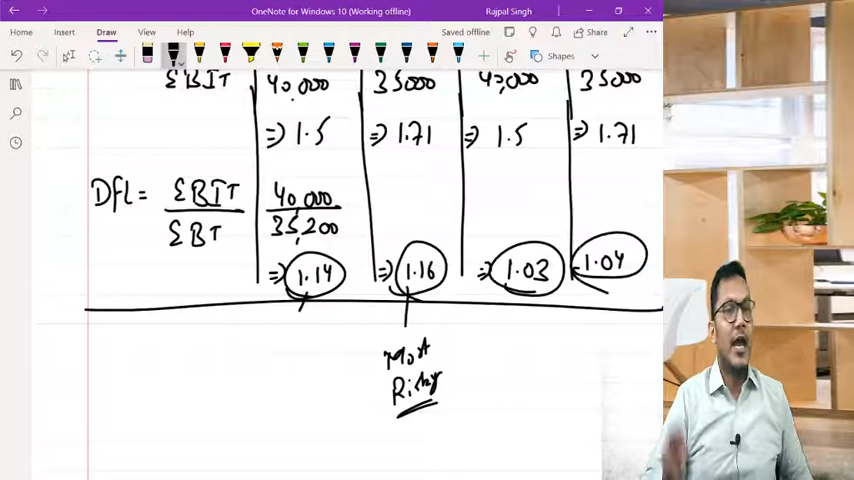 OneNote for Windows 10 (Working offline)
Rajpal Singh
Home Insert Draw View Help
Saved offline
Share
Shapes
EBIT 40,000 35000 40,000 35000
=) 1.5 =) 1.71 =) 1.5 =) 1.71
Dfl = EBIT 40,000
EBT 35,200
=) 1.14 =) 1.16 =) 1.03 1.04
Most
Risky